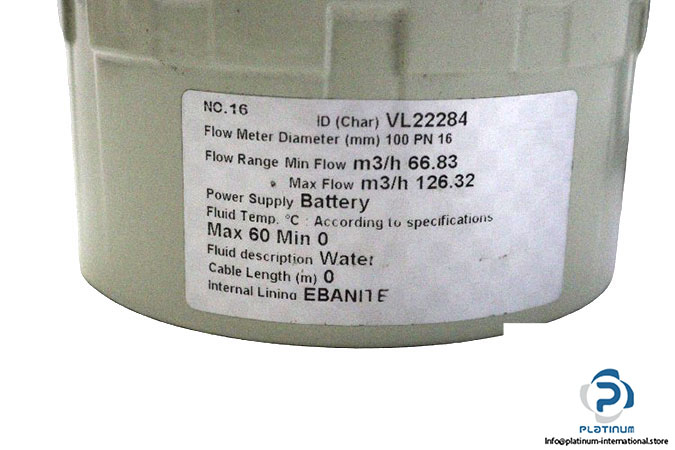 NO.16
ID (Char) VL22284
Flow Meter Diameter (mm) 100 PN 16
Flow Range Min Flow m3/h 66.83
Max Flow m3/h 126.32
Power Supply Battery
Fluid Temp. °C : According to specifications
Max 60 Min 0
Fluid description Water
Cable Length (m) 0
Internal Lining EBANITE
PLATINUM
Info@platinum-international.store